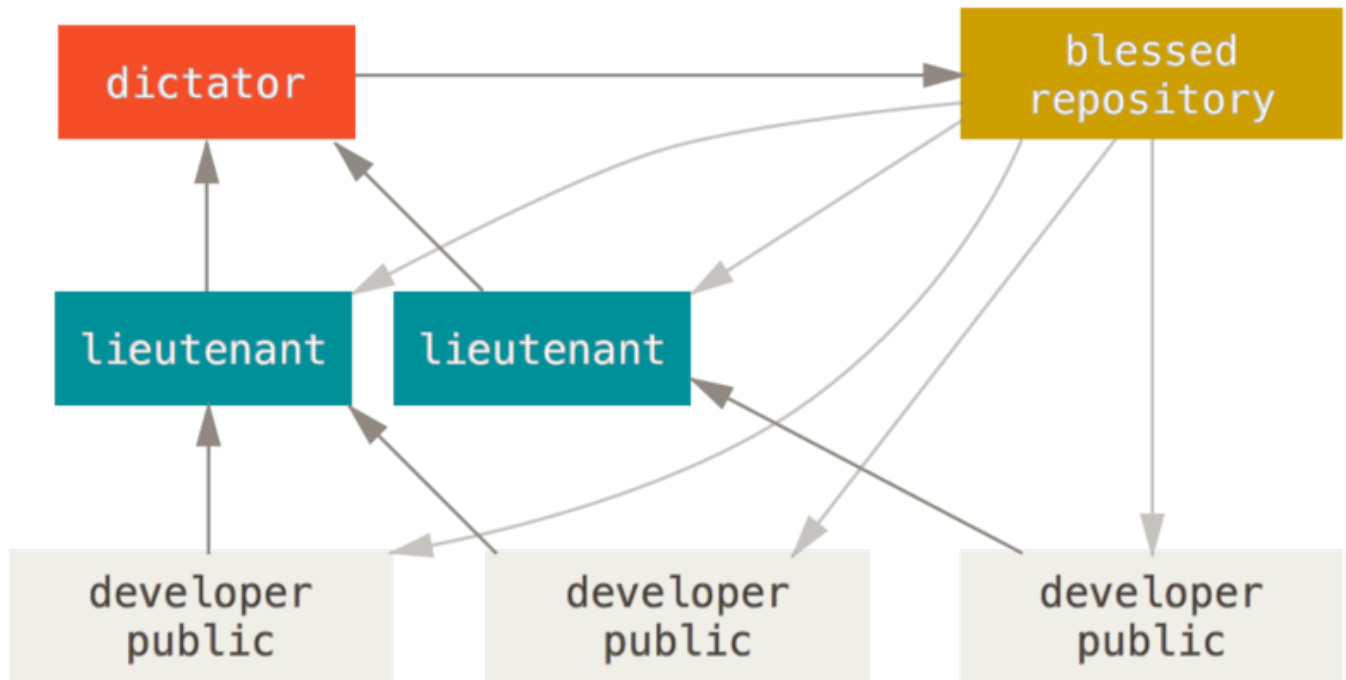 dictator
blessed
repository
lieutenant
lieutenant
developer
public
developer
public
developer
public